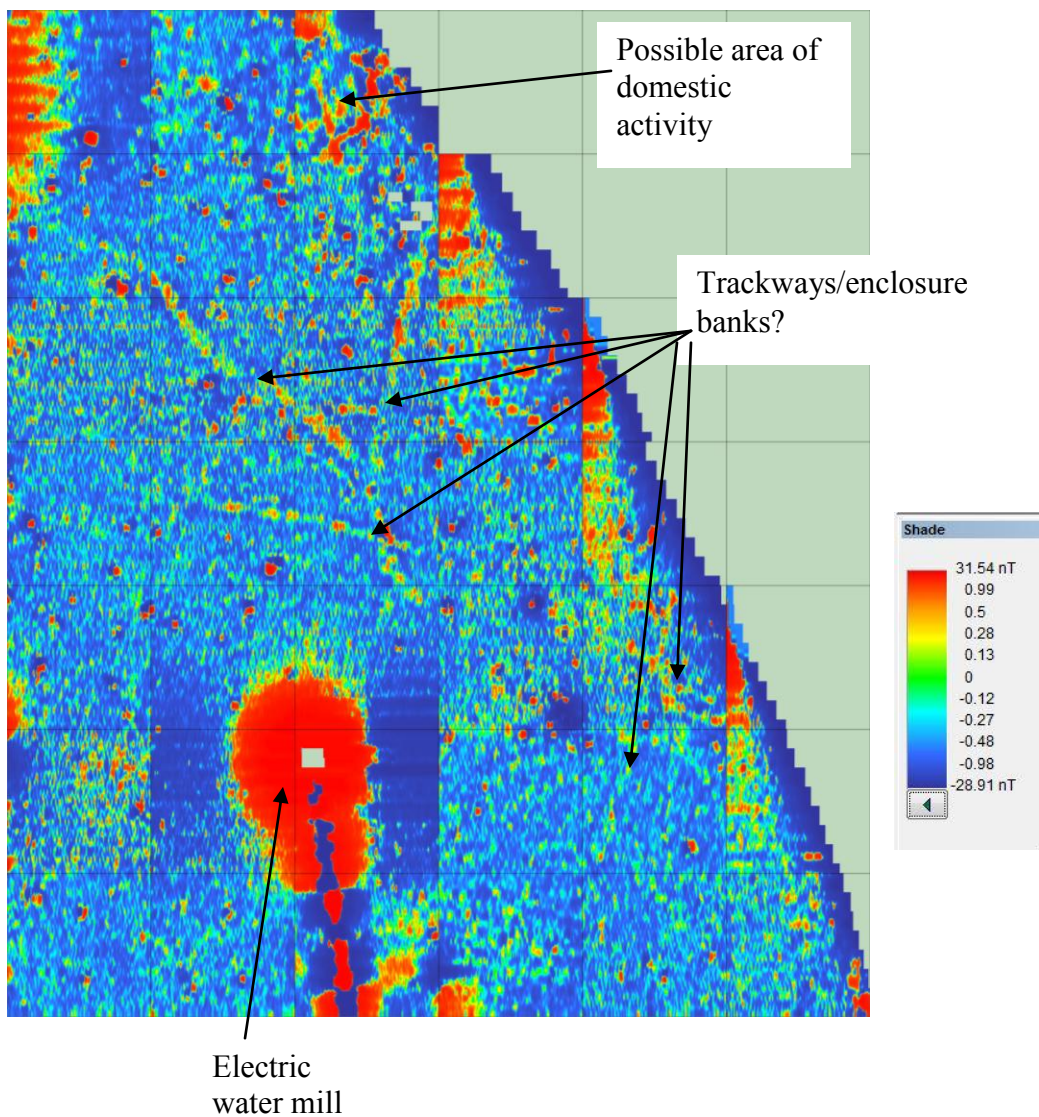 Possible area of
domestic
activity
Trackways/enclosure
banks?
Shade
31.54 nT
0.99
0.5
0.28
0.13
0
-0.12
-0.27
-0.48
-0.98
-28.91 nT
Electric
water mill